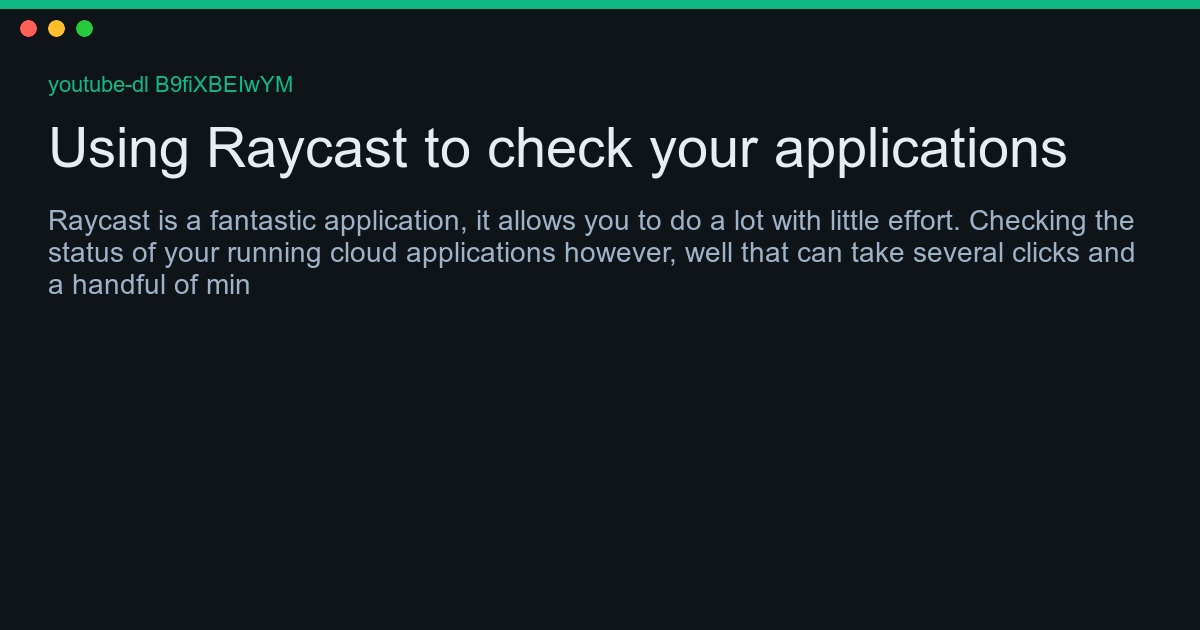 youtube-dl B9fiXBEIwYM
Using Raycast to check your applications
Raycast is a fantastic application, it allows you to do a lot with little effort. Checking the
status of your running cloud applications however, well that can take several clicks and
a handful of min